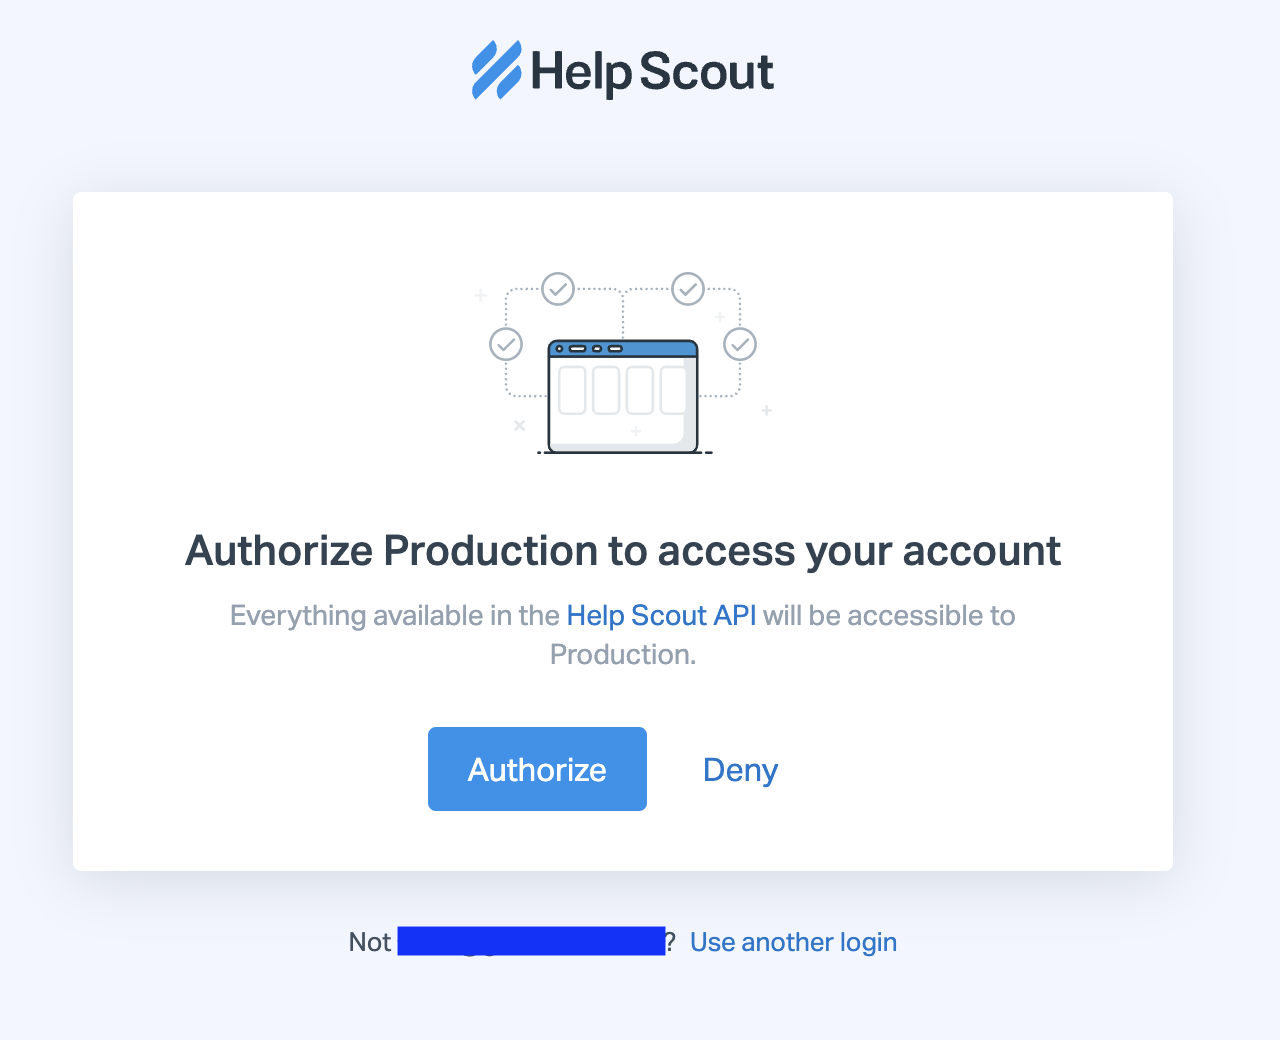 Help Scout
Authorize Production to access your account
Everything available in the Help Scout API will be accessible to
Production.
Authorize Deny
Not ? Use another login